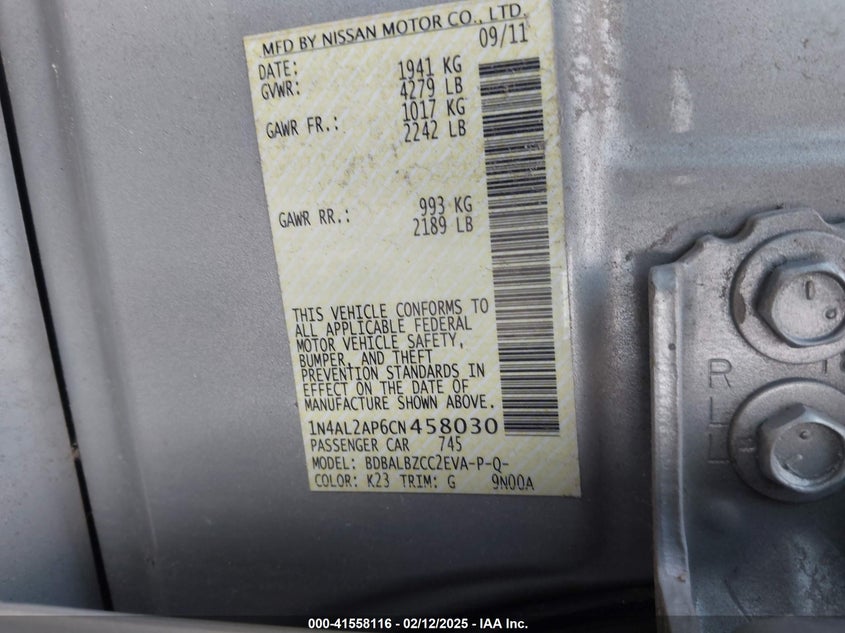 MFD BY NISSAN MOTOR CO., LTD.
DATE: 09/11
GVWR: 1941 KG
4279 LB
GAWR FR.: 1017 KG
2242 LB
GAWR RR.: 993 KG
2189 LB
THIS VEHICLE CONFORMS TO
ALL APPLICABLE FEDERAL
MOTOR VEHICLE SAFETY,
BUMPER, AND THEFT
PREVENTION STANDARDS IN
EFFECT ON THE DATE OF
MANUFACTURE SHOWN ABOVE.
1N4AL2AP6CN458030
PASSENGER CAR 745
MODEL: BDBALBZCC2EVA-P-Q-
COLOR: K23 TRIM: G 9N00A
RLL
000-41558116 - 02/12/2025 - IAA Inc.